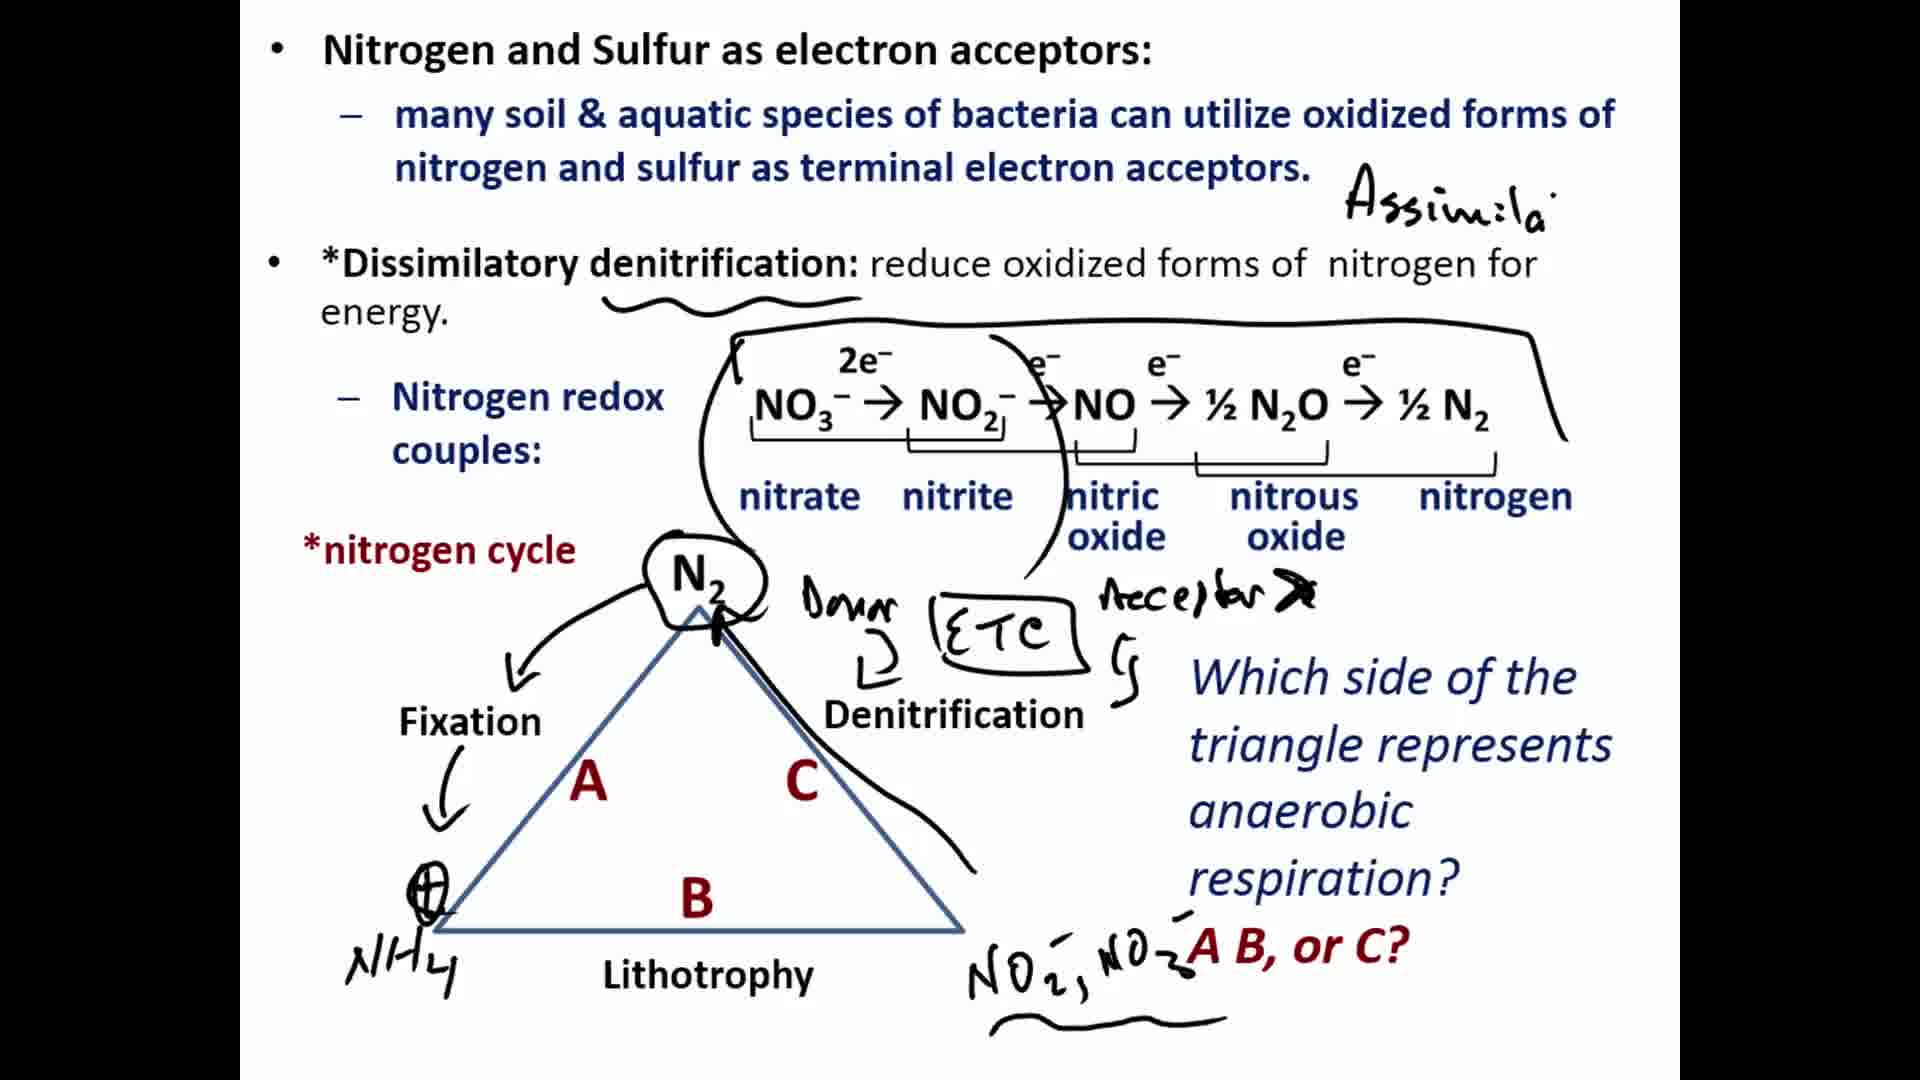 • Nitrogen and Sulfur as electron acceptors:
– many soil & aquatic species of bacteria can utilize oxidized forms of
nitrogen and sulfur as terminal electron acceptors.
Assimila
• *Dissimilatory denitrification: reduce oxidized forms of nitrogen for
energy.
2e⁻ e⁻ e⁻ e⁻
– Nitrogen redox
couples:
NO₃⁻ → NO₂⁻ → NO → ½ N₂O → ½ N₂
nitrate nitrite nitric
oxide nitrous
oxide nitrogen
*nitrogen cycle
N₂
Donor ETC Acceptor
Fixation
Denitrification
A
C
B
NH₄ +
Lithotrophy
NO₂⁻, NO₃⁻
Which side of the
triangle represents
anaerobic
respiration?
A B, or C?